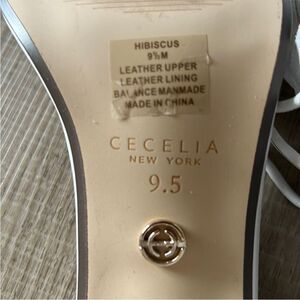 HIBISCUS
9½M
LEATHER UPPER
LEATHER LINING
BALANCE MANMADE
MADE IN CHINA
CECELIA
NEW YORK
9.5